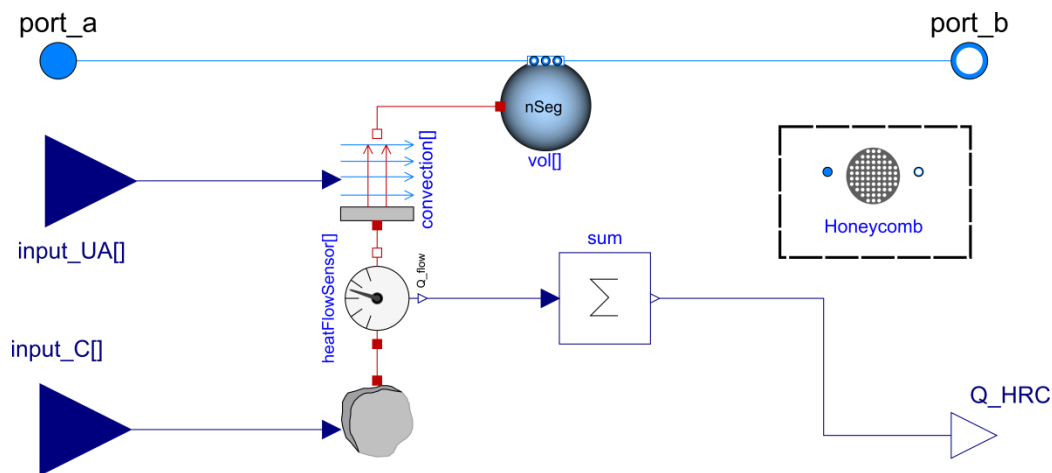 port_a
port_b
nSeg
vol[]
convection[]
input_UA[]
Honeycomb
heatFlowSensor[]
Q_flow
sum
Σ
input_C[]
Q_HRC